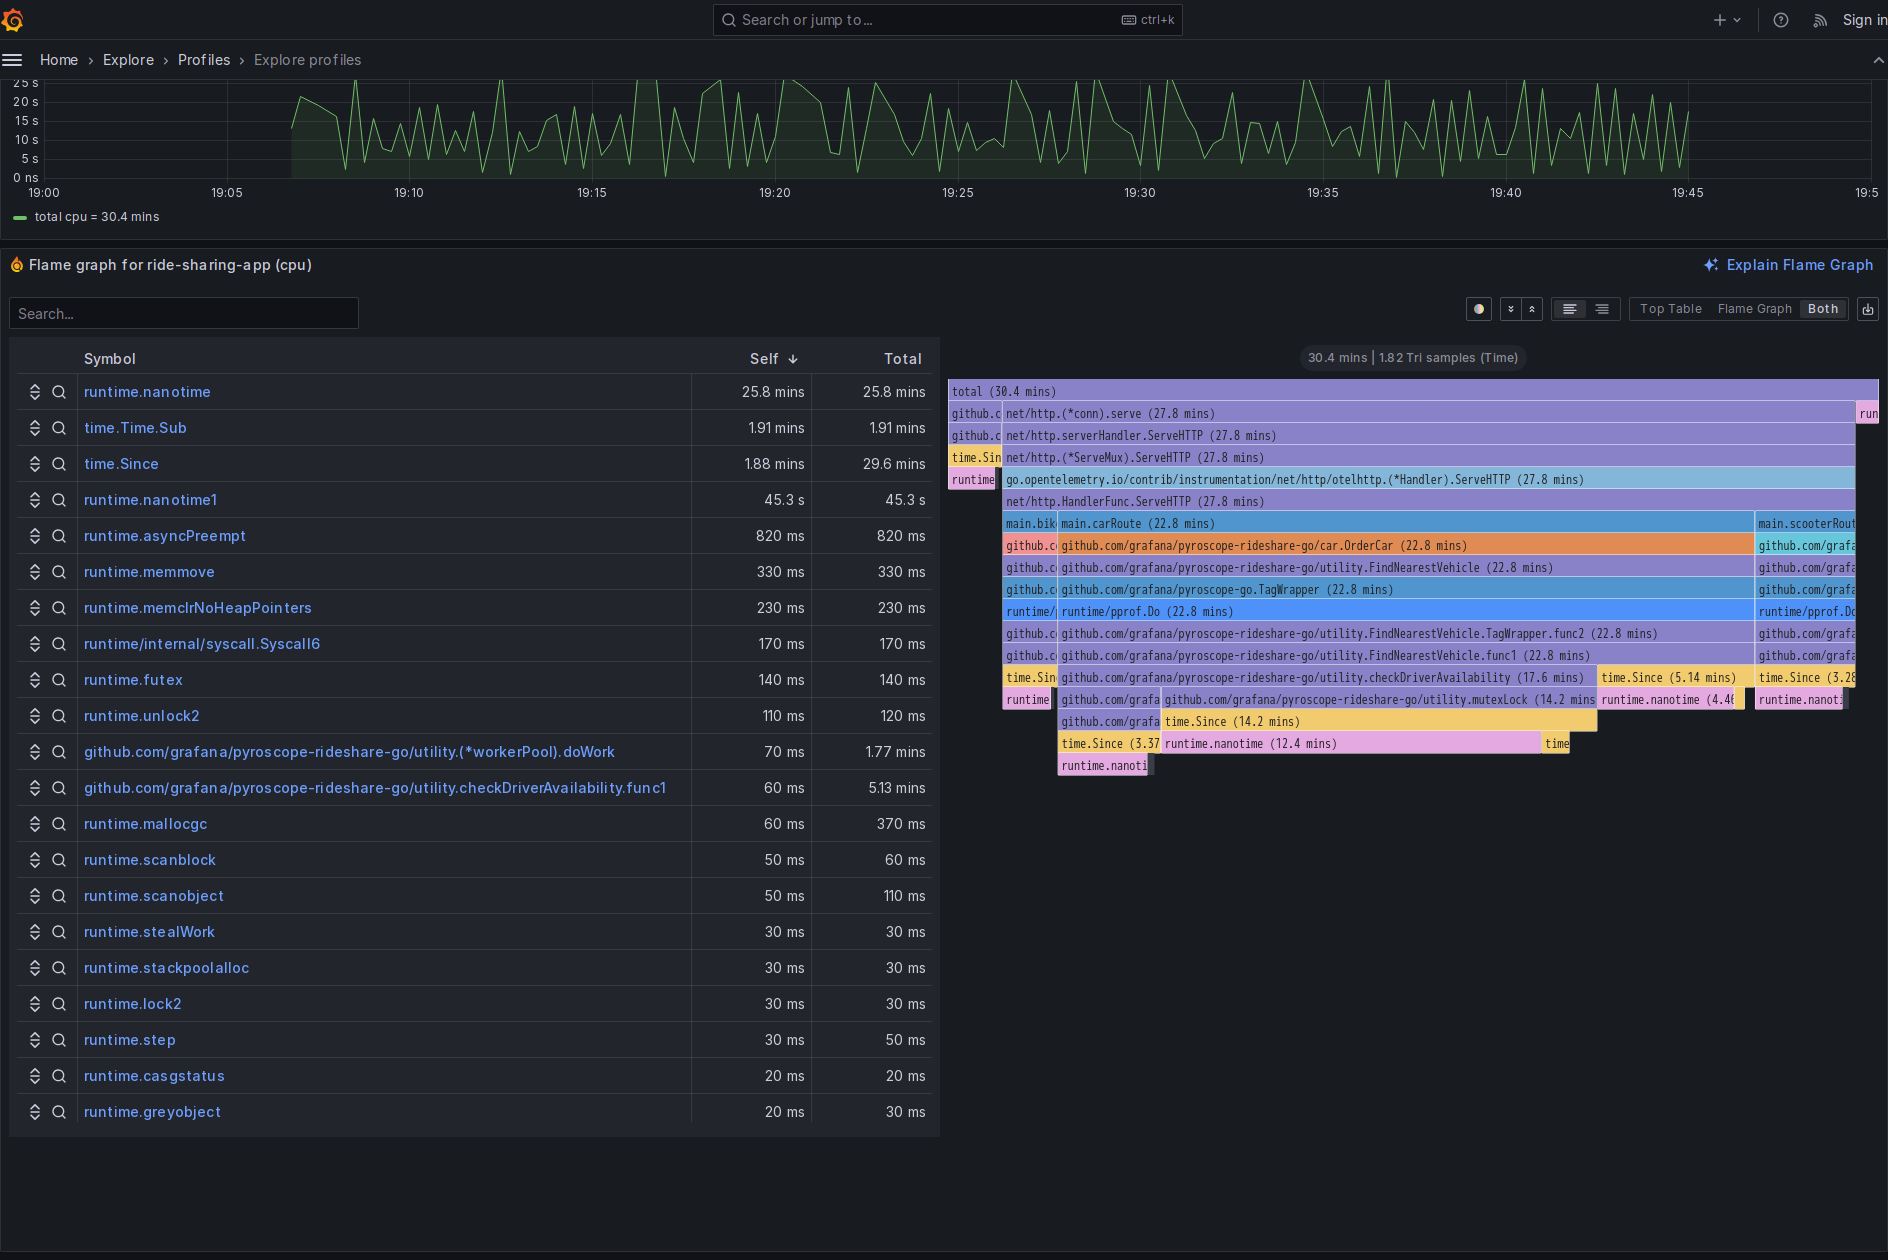 Search or jump to...
ctrl+k
Sign in
Home › Explore › Profiles › Explore profiles
25 s
20 s
15 s
10 s
5 s
0 ns
19:00 19:05 19:10 19:15 19:20 19:25 19:30 19:35 19:40 19:45 19:5
total cpu = 30.4 mins
Flame graph for ride-sharing-app (cpu)
Explain Flame Graph
Search...
Top Table Flame Graph Both
Symbol Self Total
runtime.nanotime 25.8 mins 25.8 mins
time.Time.Sub 1.91 mins 1.91 mins
time.Since 1.88 mins 29.6 mins
runtime.nanotime1 45.3 s 45.3 s
runtime.asyncPreempt 820 ms 820 ms
runtime.memmove 330 ms 330 ms
runtime.memclrNoHeapPointers 230 ms 230 ms
runtime/internal/syscall.Syscall6 170 ms 170 ms
runtime.futex 140 ms 140 ms
runtime.unlock2 110 ms 120 ms
github.com/grafana/pyroscope-rideshare-go/utility.(*workerPool).doWork 70 ms 1.77 mins
github.com/grafana/pyroscope-rideshare-go/utility.checkDriverAvailability.func1 60 ms 5.13 mins
runtime.mallocgc 60 ms 370 ms
runtime.scanblock 50 ms 60 ms
runtime.scanobject 50 ms 110 ms
runtime.stealWork 30 ms 30 ms
runtime.stackpoolalloc 30 ms 30 ms
runtime.lock2 30 ms 30 ms
runtime.step 30 ms 50 ms
runtime.casgstatus 20 ms 20 ms
runtime.greyobject 20 ms 30 ms
30.4 mins | 1.82 Tri samples (Time)
total (30.4 mins)
github.c net/http.(*conn).serve (27.8 mins) run
github.c net/http.serverHandler.ServeHTTP (27.8 mins)
time.Sin net/http.(*ServeMux).ServeHTTP (27.8 mins)
runtime go.opentelemetry.io/contrib/instrumentation/net/http/otelhttp.(*Handler).ServeHTTP (27.8 mins)
net/http.HandlerFunc.ServeHTTP (27.8 mins)
main.bik main.carRoute (22.8 mins) main.scooterRout
github.c github.com/grafana/pyroscope-rideshare-go/car.OrderCar (22.8 mins) github.com/grafa
github.c github.com/grafana/pyroscope-rideshare-go/utility.FindNearestVehicle (22.8 mins) github.com/grafa
github.c github.com/grafana/pyroscope-go.TagWrapper (22.8 mins) github.com/grafa
runtime/ runtime/pprof.Do (22.8 mins) runtime/pprof.Do
github.c github.com/grafana/pyroscope-rideshare-go/utility.FindNearestVehicle.TagWrapper.func2 (22.8 mins) github.com/grafa
github.c github.com/grafana/pyroscope-rideshare-go/utility.FindNearestVehicle.func1 (22.8 mins) github.com/grafa
time.Sin github.com/grafana/pyroscope-rideshare-go/utility.checkDriverAvailability (17.6 mins) time.Since (5.14 mins) time.Since (3.28
runtime github.com/grafa github.com/grafana/pyroscope-rideshare-go/utility.mutexLock (14.2 mins runtime.nanotime (4.46 runtime.nanoti
github.com/grafa time.Since (14.2 mins)
time.Since (3.37 runtime.nanotime (12.4 mins) time
runtime.nanoti